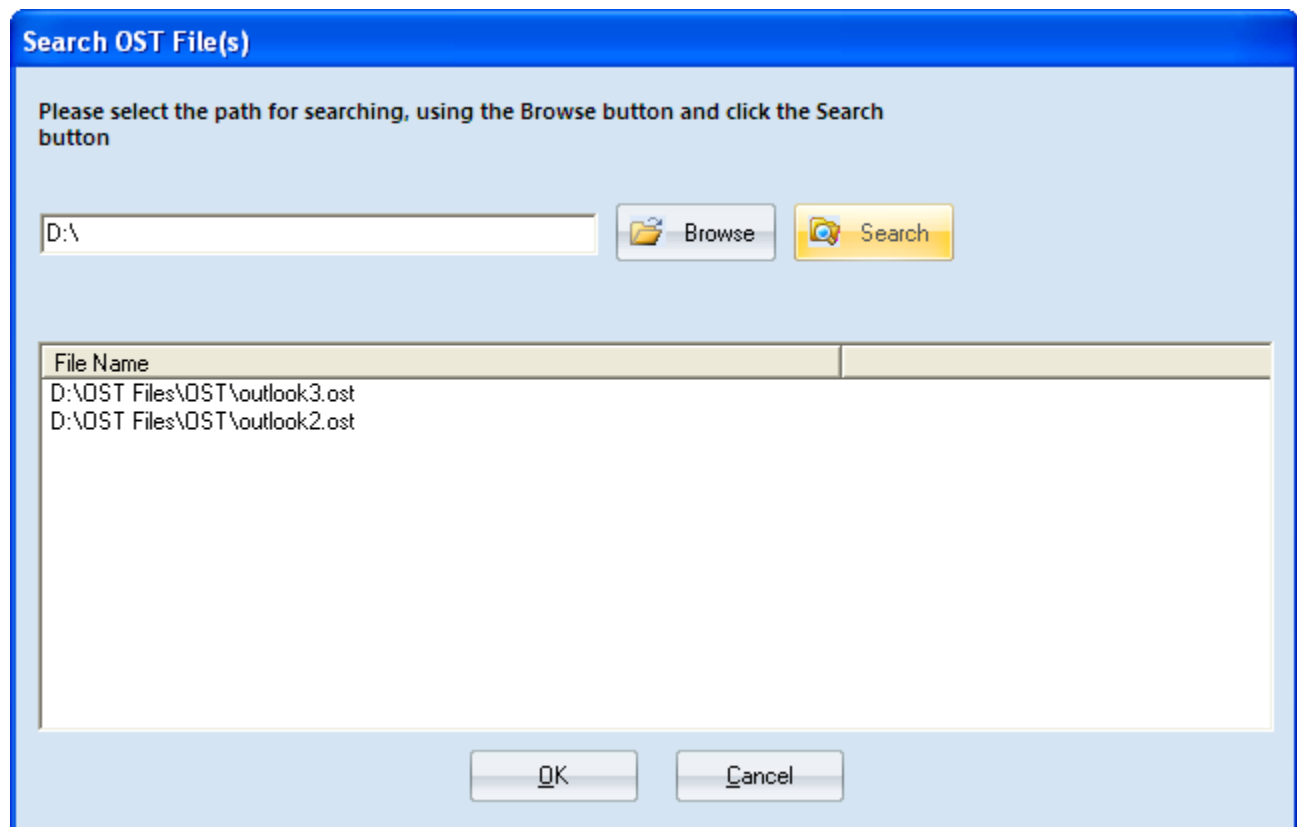 Search OST File(s)
Please select the path for searching, using the Browse button and click the Search
button
D:\
Browse
Search
File Name
D:\OST Files\OST\outlook3.ost
D:\OST Files\OST\outlook2.ost
OK
Cancel